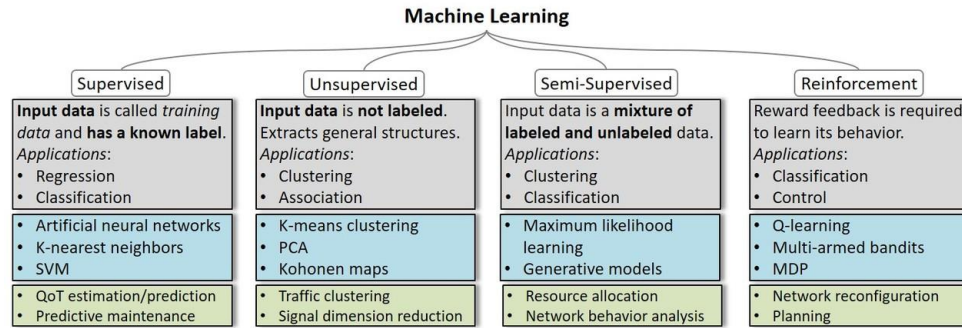 Machine Learning
Supervised
Input data is called training
data and has a known label.
Applications:
• Regression
• Classification
• Artificial neural networks
• K-nearest neighbors
• SVM
• QoT estimation/prediction
• Predictive maintenance
Unsupervised
Input data is not labeled.
Extracts general structures.
Applications:
• Clustering
• Association
• K-means clustering
• PCA
• Kohonen maps
• Traffic clustering
• Signal dimension reduction
Semi-Supervised
Input data is a mixture of
labeled and unlabeled data.
Applications:
• Clustering
• Classification
• Maximum likelihood
learning
• Generative models
• Resource allocation
• Network behavior analysis
Reinforcement
Reward feedback is required
to learn its behavior.
Applications:
• Classification
• Control
• Q-learning
• Multi-armed bandits
• MDP
• Network reconfiguration
• Planning